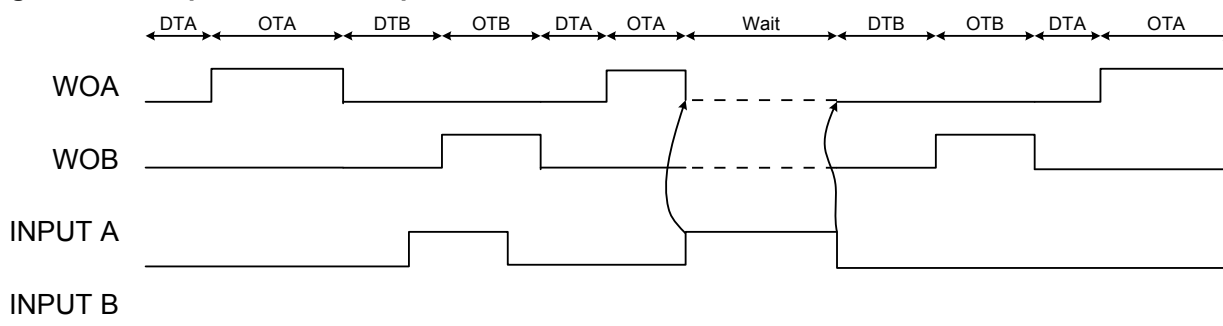 DTA OTA DTB OTB DTA OTA Wait DTB OTB DTA OTA
WOA
WOB
INPUT A
INPUT B